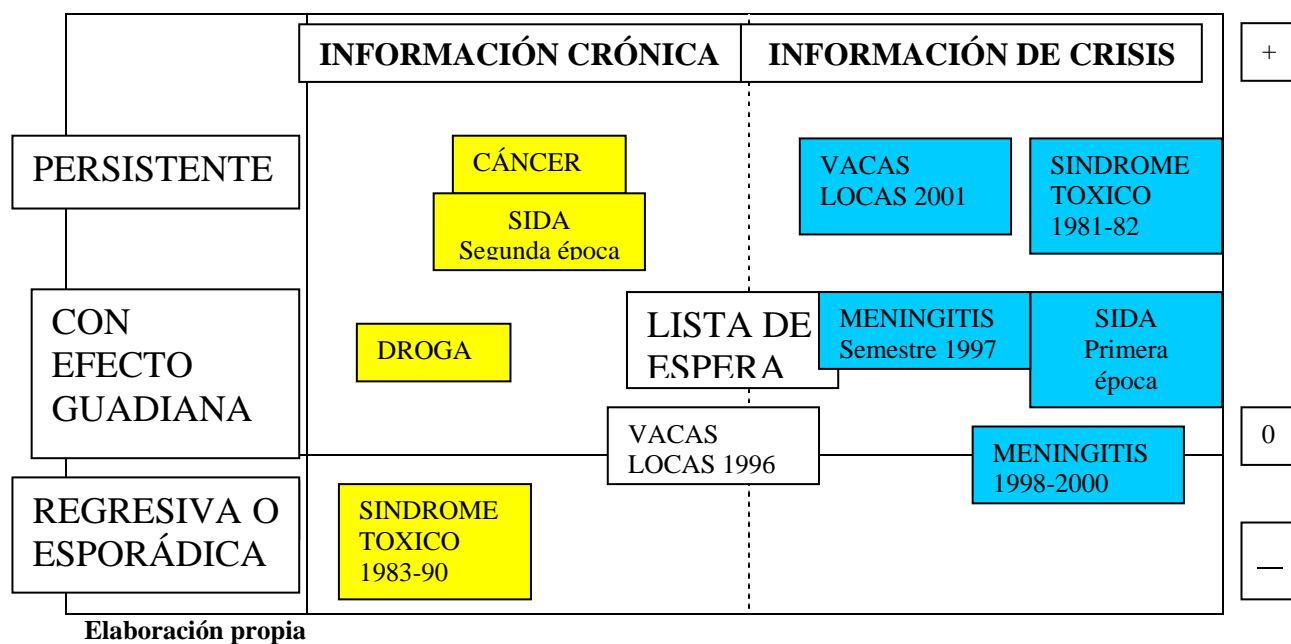 INFORMACIÓN CRÓNICA
INFORMACIÓN DE CRISIS
+
PERSISTENTE
CÁNCER
SIDA
Segunda época
VACAS
LOCAS 2001
SINDROME
TOXICO
1981-82
CON
EFECTO
GUADIANA
DROGA
LISTA DE
ESPERA
MENINGITIS
Semestre 1997
SIDA
Primera
época
VACAS
LOCAS 1996
MENINGITIS
1998-2000
0
REGRESIVA O
ESPORÁDICA
SINDROME
TOXICO
1983-90
—
Elaboración propia